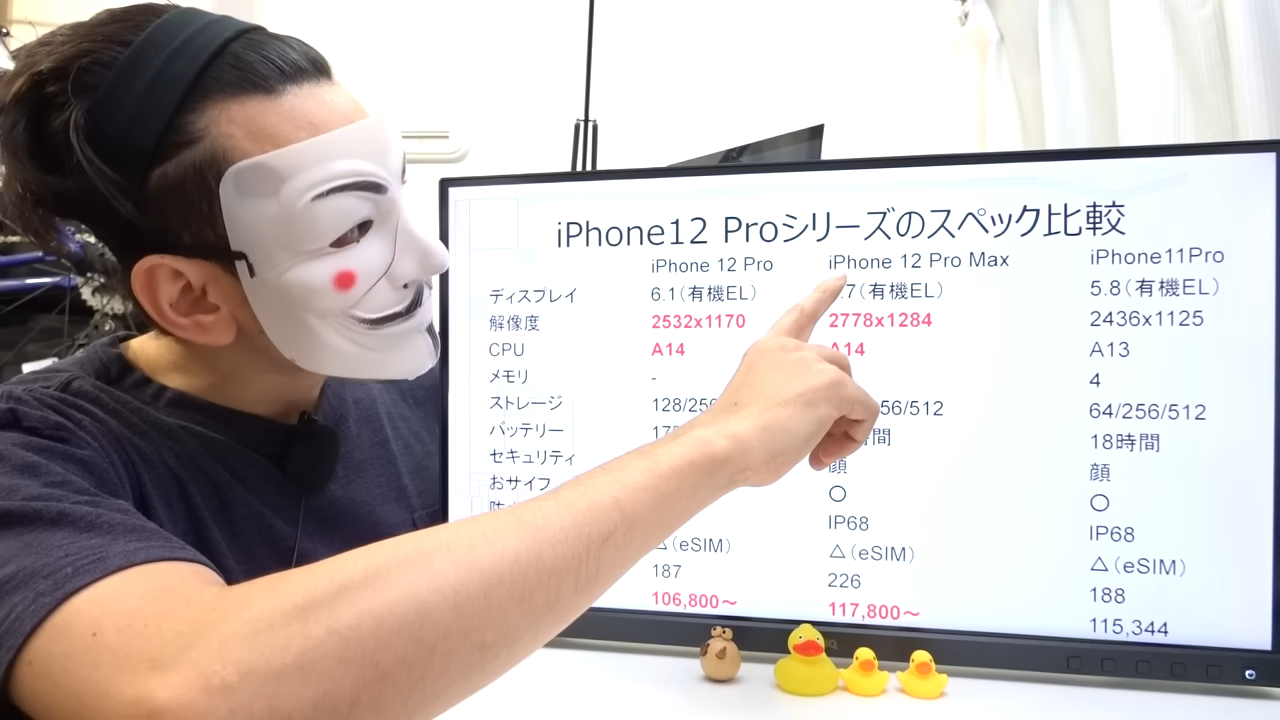 iPhone12 Proシリーズのスペック比較
iPhone 12 Pro iPhone 12 Pro Max iPhone11Pro
ディスプレイ 6.1（有機EL） .7（有機EL） 5.8（有機EL）
解像度 2532x1170 2778x1284 2436x1125
CPU A14 A14 A13
メモリ - 4
ストレージ 128/256 56/512 64/256/512
バッテリー 17 時間 18時間
セキュリティ 顔 顔
おサイフ ○ ○
IP68 IP68
△（eSIM） △（eSIM） △（eSIM）
187 226 188
106,800～ 117,800～ 115,344